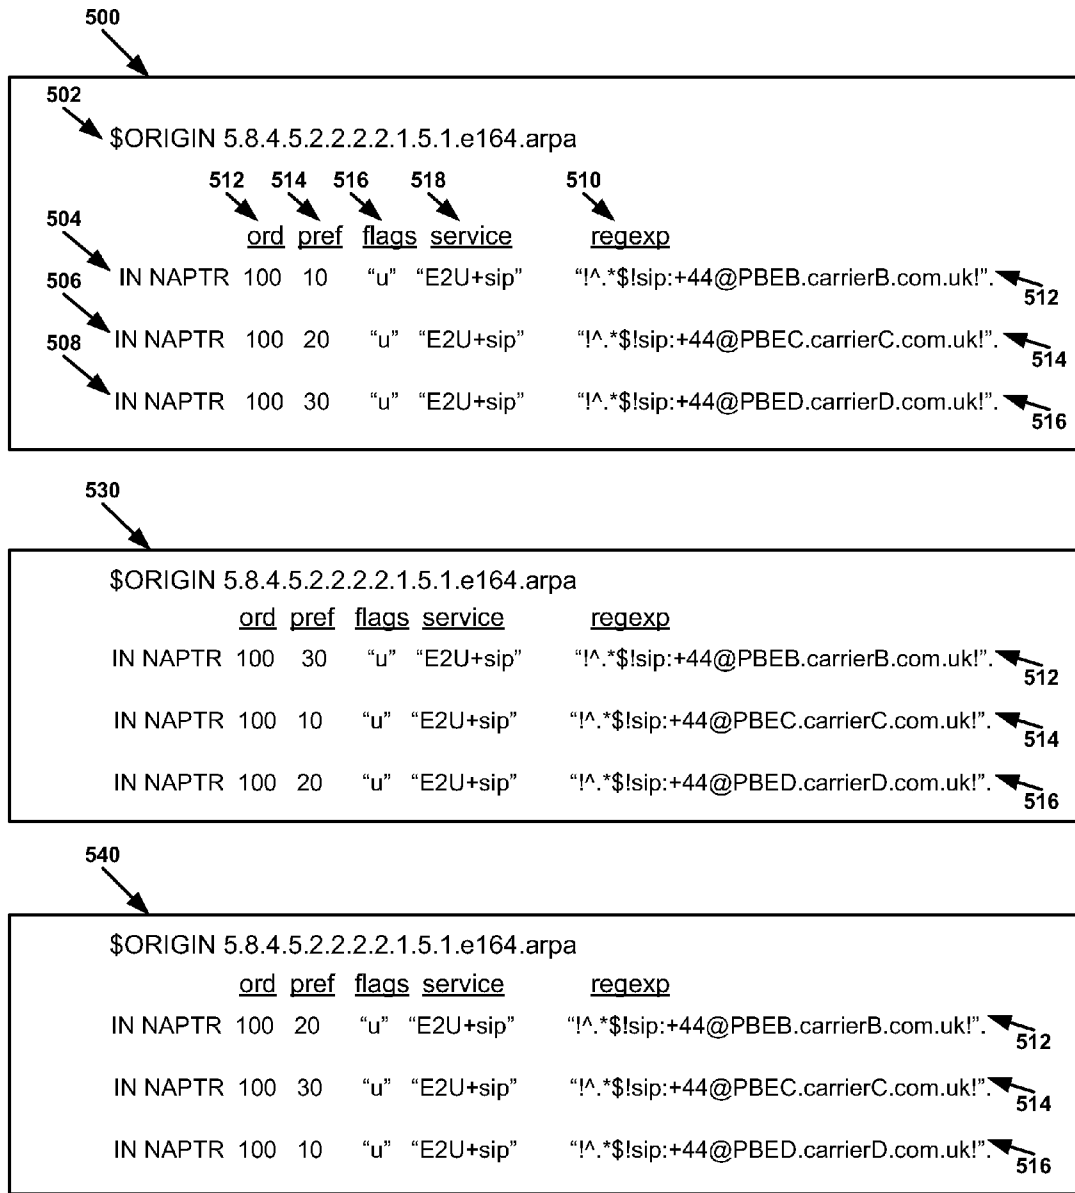 500
502
$ORIGIN 5.8.4.5.2.2.2.2.1.5.1.e164.arpa
512 514 516 518 510
504
ord pref flags service regexp
IN NAPTR 100 10 “u” “E2U+sip” “!^.*$!sip:+44@PBEB.carrierB.com.uk!”.
506
512
IN NAPTR 100 20 “u” “E2U+sip” “!^.*$!sip:+44@PBEC.carrierC.com.uk!”.
508
514
IN NAPTR 100 30 “u” “E2U+sip” “!^.*$!sip:+44@PBED.carrierD.com.uk!”.
516
530
$ORIGIN 5.8.4.5.2.2.2.2.1.5.1.e164.arpa
ord pref flags service regexp
IN NAPTR 100 30 “u” “E2U+sip” “!^.*$!sip:+44@PBEB.carrierB.com.uk!”.
512
IN NAPTR 100 10 “u” “E2U+sip” “!^.*$!sip:+44@PBEC.carrierC.com.uk!”.
514
IN NAPTR 100 20 “u” “E2U+sip” “!^.*$!sip:+44@PBED.carrierD.com.uk!”.
516
540
$ORIGIN 5.8.4.5.2.2.2.2.1.5.1.e164.arpa
ord pref flags service regexp
IN NAPTR 100 20 “u” “E2U+sip” “!^.*$!sip:+44@PBEB.carrierB.com.uk!”.
512
IN NAPTR 100 30 “u” “E2U+sip” “!^.*$!sip:+44@PBEC.carrierC.com.uk!”.
514
IN NAPTR 100 10 “u” “E2U+sip” “!^.*$!sip:+44@PBED.carrierD.com.uk!”.
516